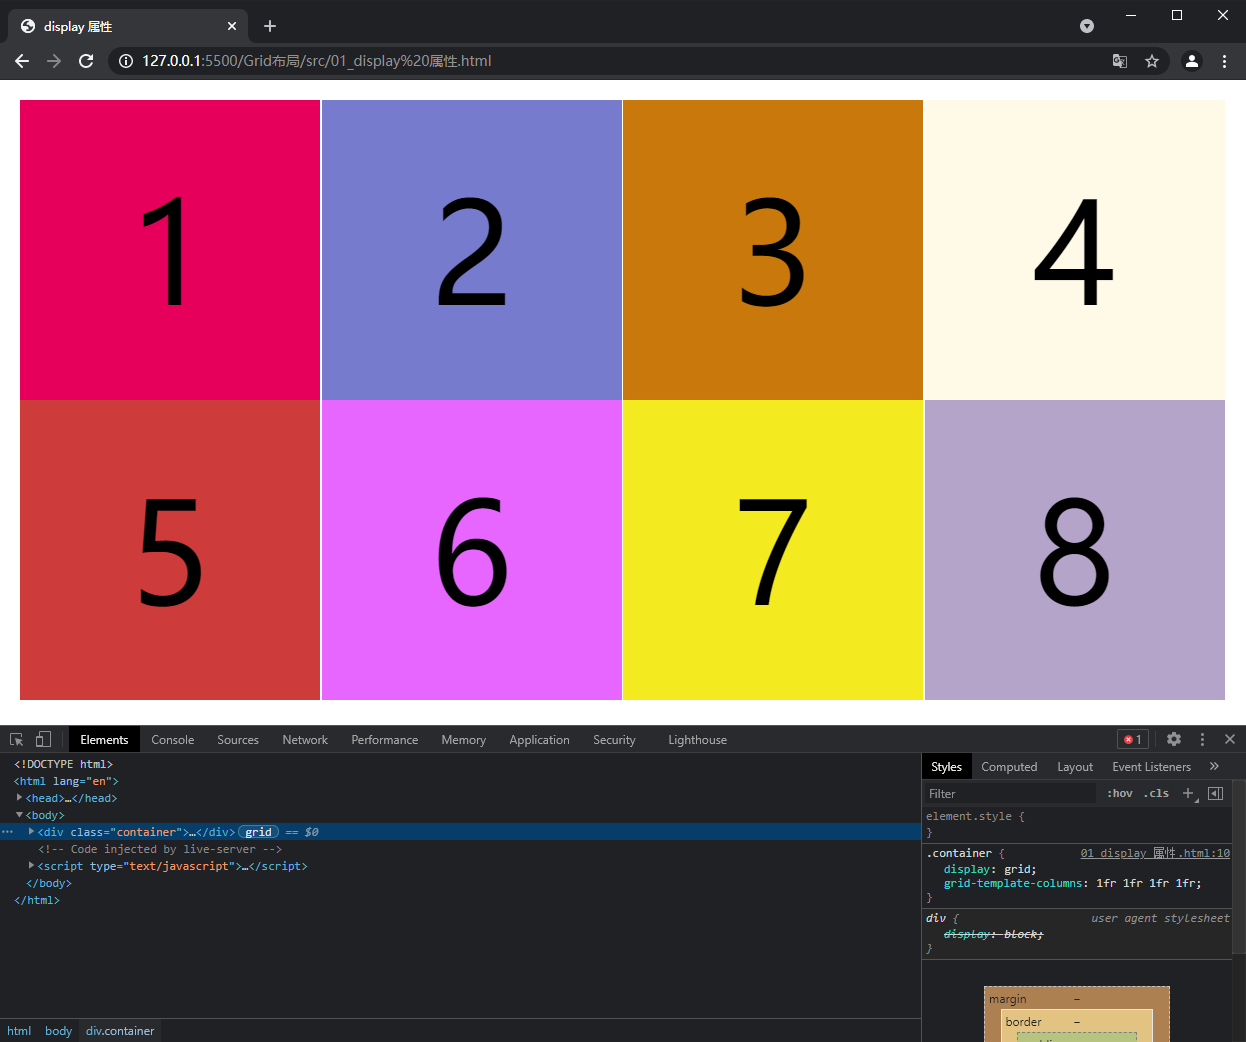 display 属性
127.0.0.1:5500/Grid布局/src/01_display%20属性.html
1 2 3 4
5 6 7 8
Elements Console Sources Network Performance Memory Application Security Lighthouse 1
<!DOCTYPE html>
<html lang="en">
<head>…</head>
<body>
<div class="container">…</div> grid == $0
<!-- Code injected by live-server -->
<script type="text/javascript">…</script>
</body>
</html>
html body div.container
Styles Computed Layout Event Listeners »
Filter :hov .cls +
element.style {
}
.container { 01_display 属性.html:10
display: grid;
grid-template-columns: 1fr 1fr 1fr 1fr;
}
div { user agent stylesheet
display: block;
}
margin –
border –